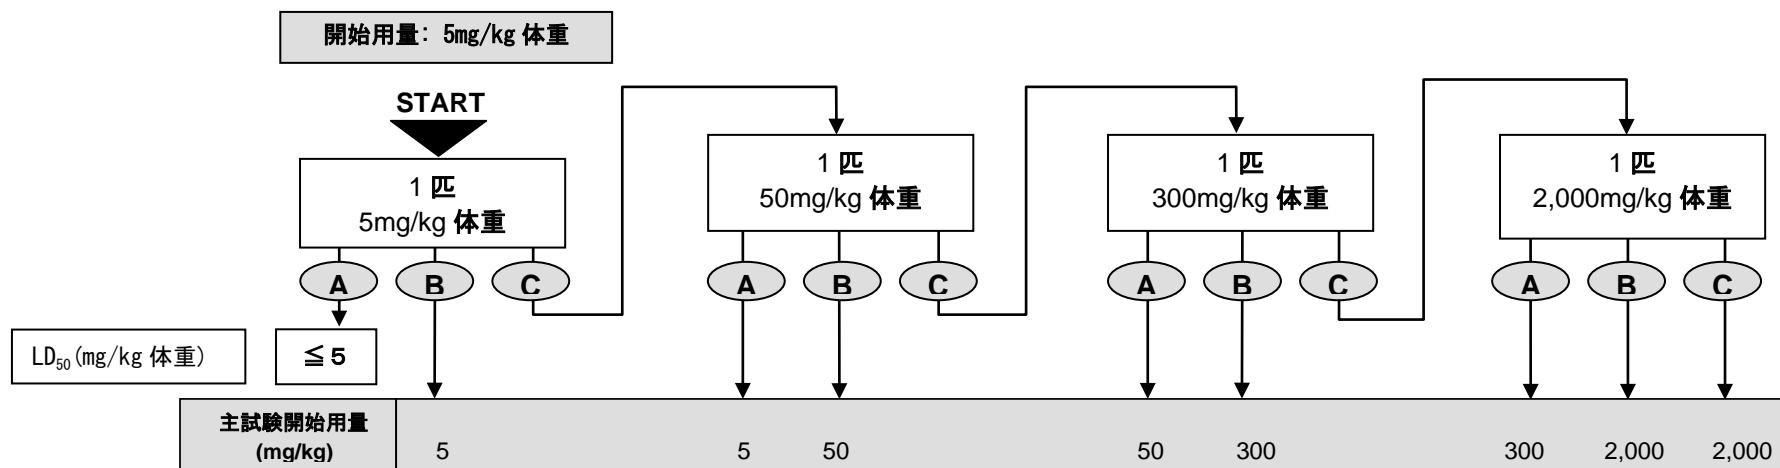 開始用量: 5mg/kg 体重
START
1 匹
5mg/kg 体重
1 匹
50mg/kg 体重
1 匹
300mg/kg 体重
1 匹
2,000mg/kg 体重
A B C A B C A B C A B C
LD₅₀(mg/kg 体重)
≦5
主試験開始用量
(mg/kg)
5 5 50 50 300 300 2,000 2,000